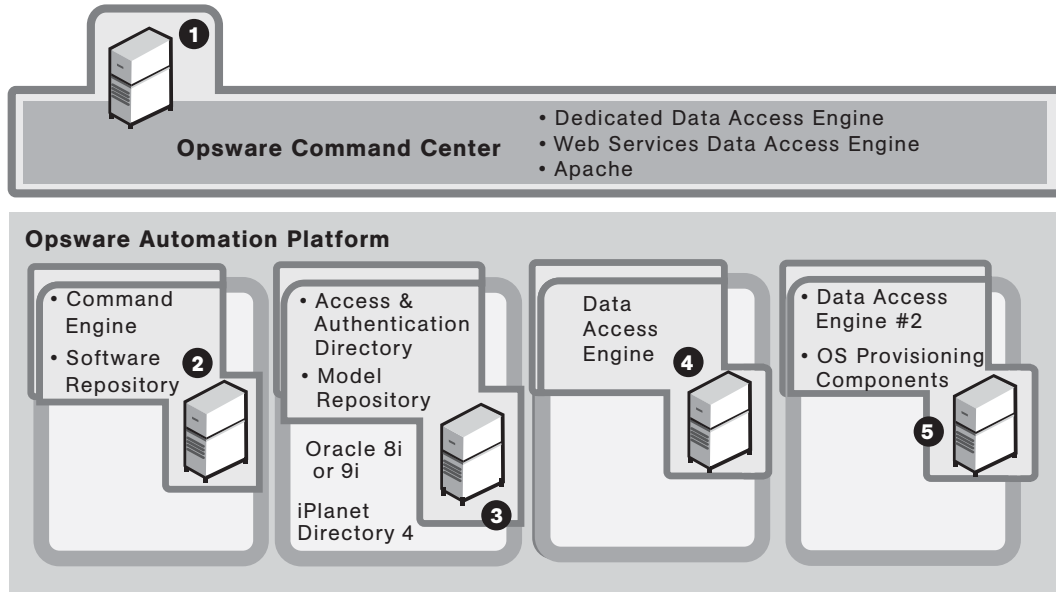 1
Opsware Command Center
• Dedicated Data Access Engine
• Web Services Data Access Engine
• Apache
Opsware Automation Platform
• Command
Engine
• Software
Repository
2
• Access &
Authentication
Directory
• Model
Repository
Oracle 8i
or 9i
iPlanet
Directory 4
3
Data
Access
Engine
4
• Data Access
Engine #2
• OS Provisioning
Components
5